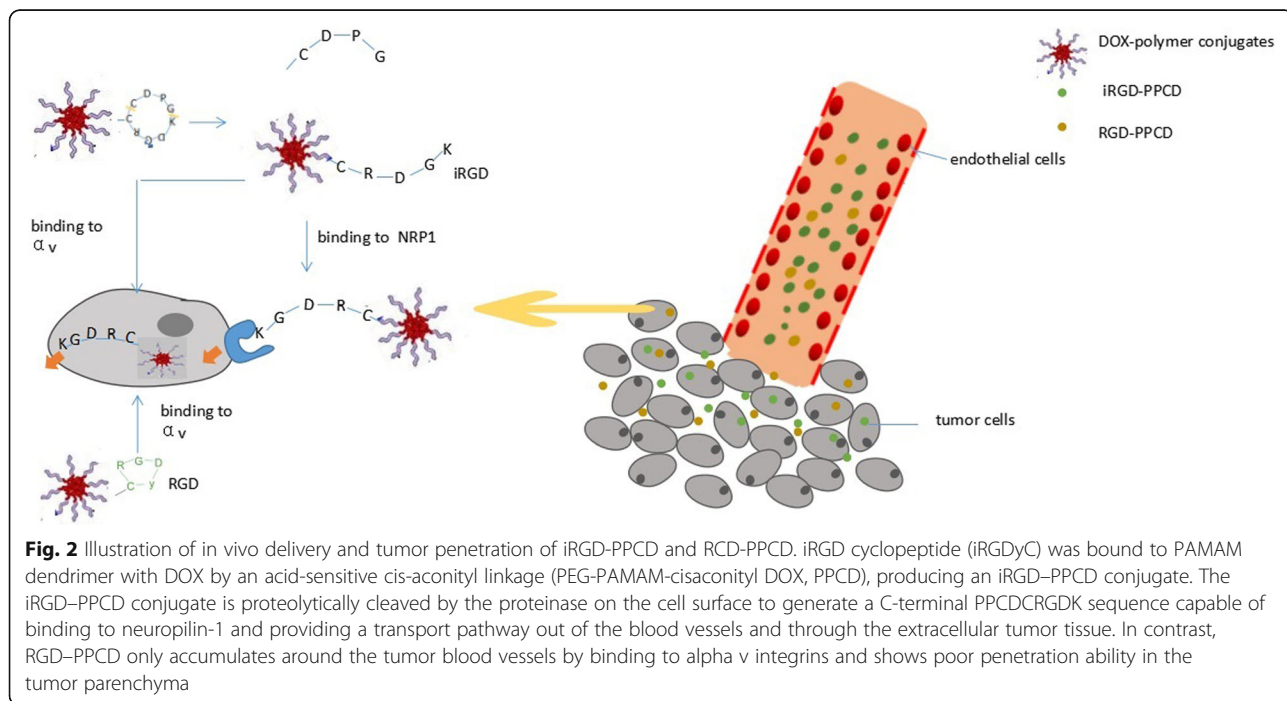 C D P G
DOX-polymer conjugates
iRGD-PPCD
RGD-PPCD
C D P G K D G R C
C R D G K
iRGD
endothelial cells
binding to
α v
binding to NRP1
K G D R C
K G D R C
binding to
α v
tumor cells
R G D y C
RGD
Fig. 2 Illustration of in vivo delivery and tumor penetration of iRGD-PPCD and RCD-PPCD. iRGD cyclopeptide (iRGDyC) was bound to PAMAM
dendrimer with DOX by an acid-sensitive cis-aconityl linkage (PEG-PAMAM-cisaconityl DOX, PPCD), producing an iRGD–PPCD conjugate. The
iRGD–PPCD conjugate is proteolytically cleaved by the proteinase on the cell surface to generate a C-terminal PPCDCRGDK sequence capable of
binding to neuropilin-1 and providing a transport pathway out of the blood vessels and through the extracellular tumor tissue. In contrast,
RGD–PPCD only accumulates around the tumor blood vessels by binding to alpha v integrins and shows poor penetration ability in the
tumor parenchyma